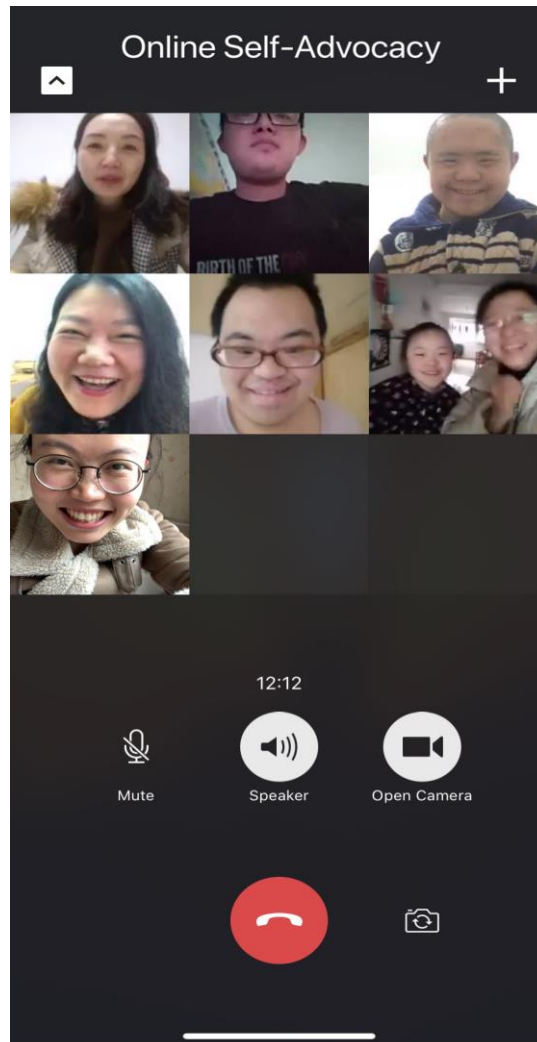 Online Self-Advocacy
BIRTH OF THE
12:12
Mute
Speaker
Open Camera